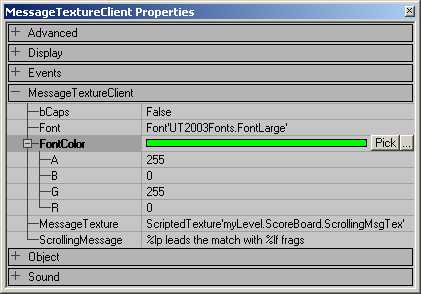 MessageTextureClient Properties
Advanced
Display
Events
MessageTextureClient
bCaps False
Font Font'UT2003Fonts.FontLarge'
FontColor Pick ...
A 255
B 0
G 255
R 0
MessageTexture ScriptedTexture'myLevel.ScoreBoard.ScrollingMsgTex'
ScrollingMessage %lp leads the match with %lf frags
Object
Sound